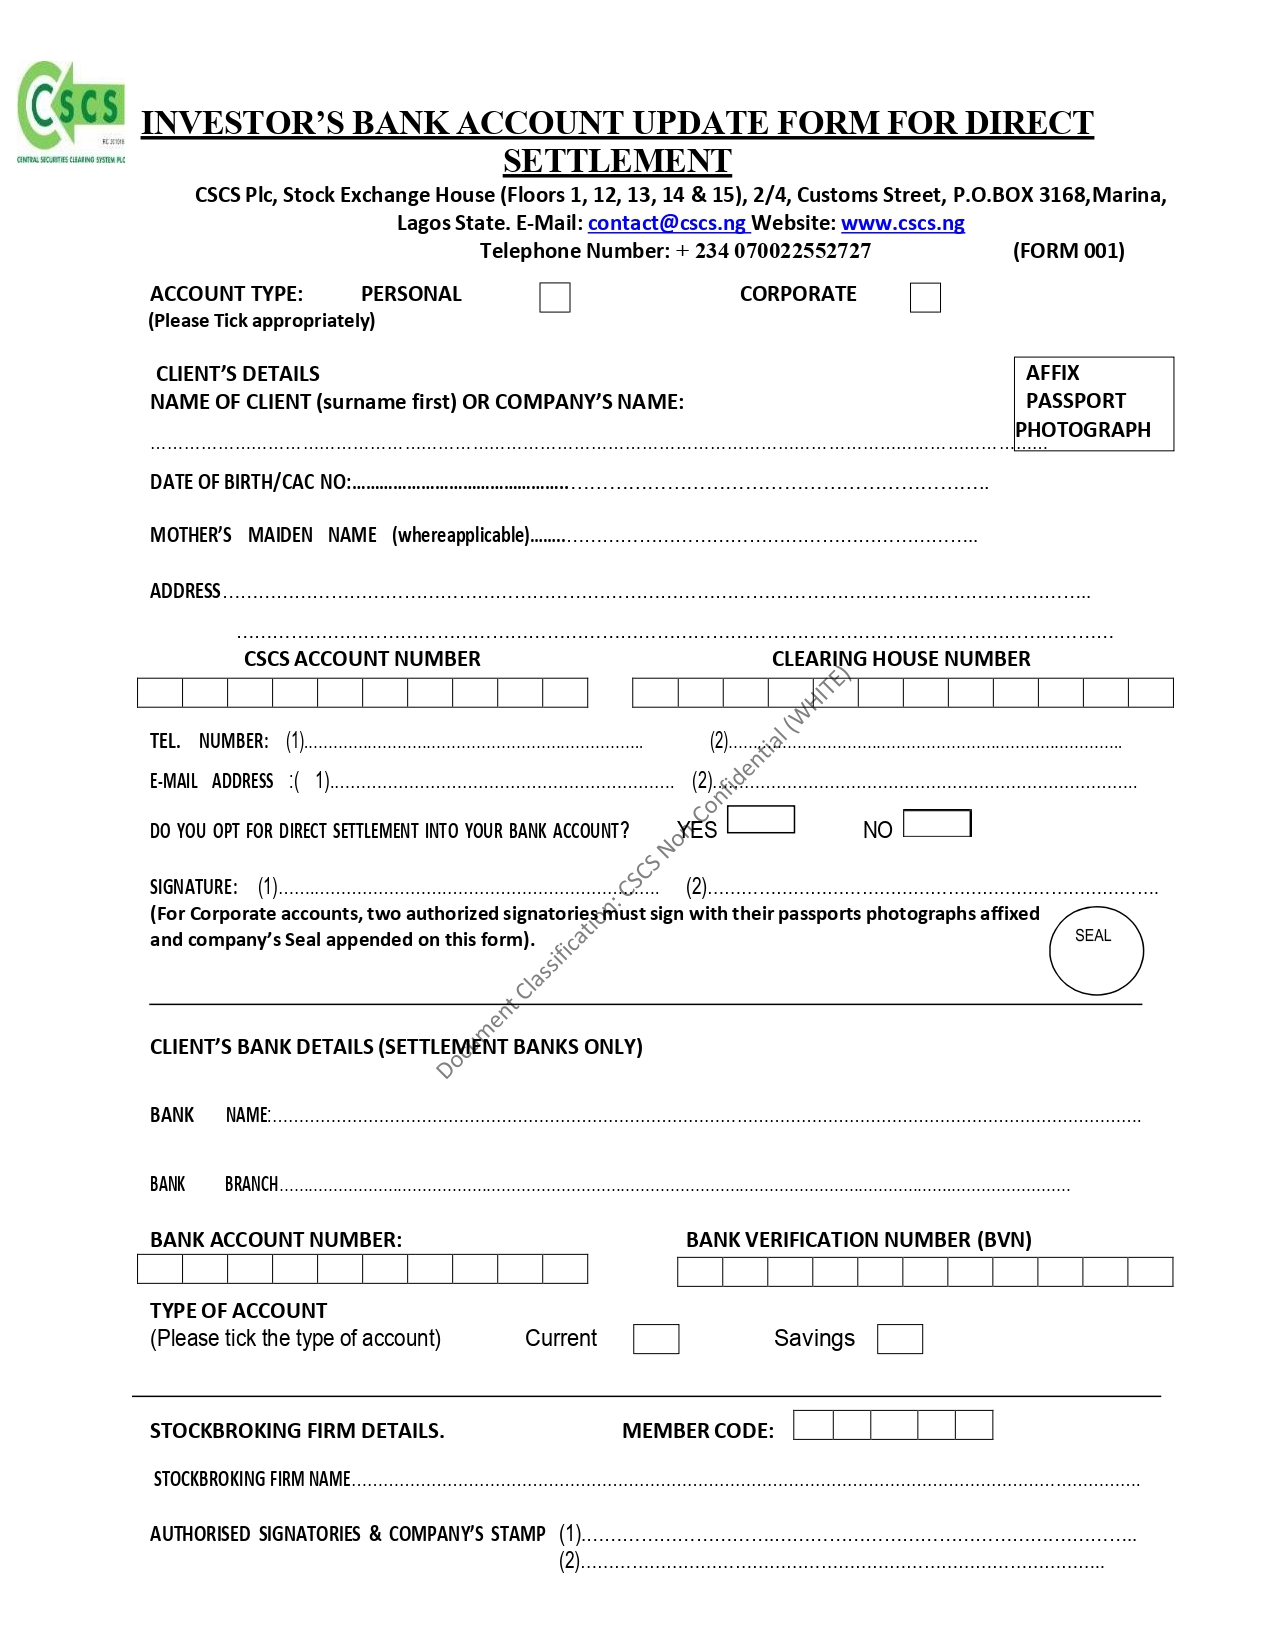 CSCS
RC 201018
CENTRAL SECURITIES CLEARING SYSTEM PLC
INVESTOR’S BANK ACCOUNT UPDATE FORM FOR DIRECT
SETTLEMENT
CSCS Plc, Stock Exchange House (Floors 1, 12, 13, 14 & 15), 2/4, Customs Street, P.O.BOX 3168,Marina,
Lagos State. E-Mail: contact@cscs.ng Website: www.cscs.ng
Telephone Number: + 234 070022552727 (FORM 001)
ACCOUNT TYPE: PERSONAL CORPORATE
(Please Tick appropriately)
CLIENT’S DETAILS
NAME OF CLIENT (surname first) OR COMPANY’S NAME:
AFFIX
PASSPORT
PHOTOGRAPH
DATE OF BIRTH/CAC NO:
MOTHER’S MAIDEN NAME (whereapplicable)
ADDRESS
CSCS ACCOUNT NUMBER CLEARING HOUSE NUMBER
TEL. NUMBER: (1) (2)
E-MAIL ADDRESS :( 1) (2)
DO YOU OPT FOR DIRECT SETTLEMENT INTO YOUR BANK ACCOUNT? YES NO
SIGNATURE: (1) (2)
(For Corporate accounts, two authorized signatories must sign with their passports photographs affixed
and company’s Seal appended on this form).
SEAL
Document Classification: CSCS Non Confidential (WHITE)
CLIENT’S BANK DETAILS (SETTLEMENT BANKS ONLY)
BANK NAME:
BANK BRANCH
BANK ACCOUNT NUMBER: BANK VERIFICATION NUMBER (BVN)
TYPE OF ACCOUNT
(Please tick the type of account) Current Savings
STOCKBROKING FIRM DETAILS. MEMBER CODE:
STOCKBROKING FIRM NAME
AUTHORISED SIGNATORIES & COMPANY’S STAMP (1)
(2)